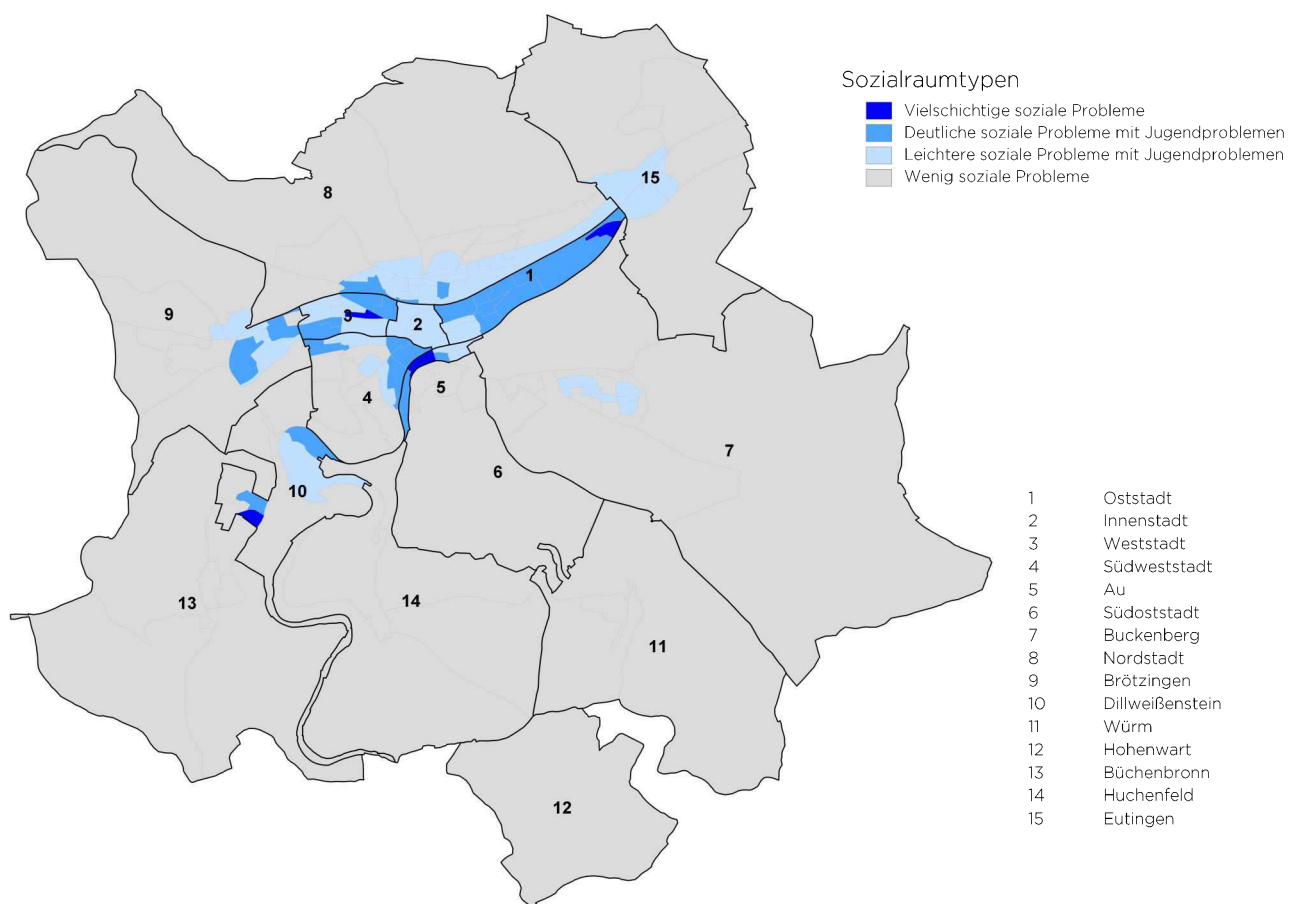 Sozialraumtypen
Vielschichtige soziale Probleme
Deutliche soziale Probleme mit Jugendproblemen
Leichtere soziale Probleme mit Jugendproblemen
Wenig soziale Probleme
15
8
1
9
3
2
5
4
7
6
10
13
14
11
12
1 Oststadt
2 Innenstadt
3 Weststadt
4 Südweststadt
5 Au
6 Südoststadt
7 Buckenberg
8 Nordstadt
9 Brötzingen
10 Dillweißenstein
11 Würm
12 Hohenwart
13 Büchenbronn
14 Huchenfeld
15 Eutingen